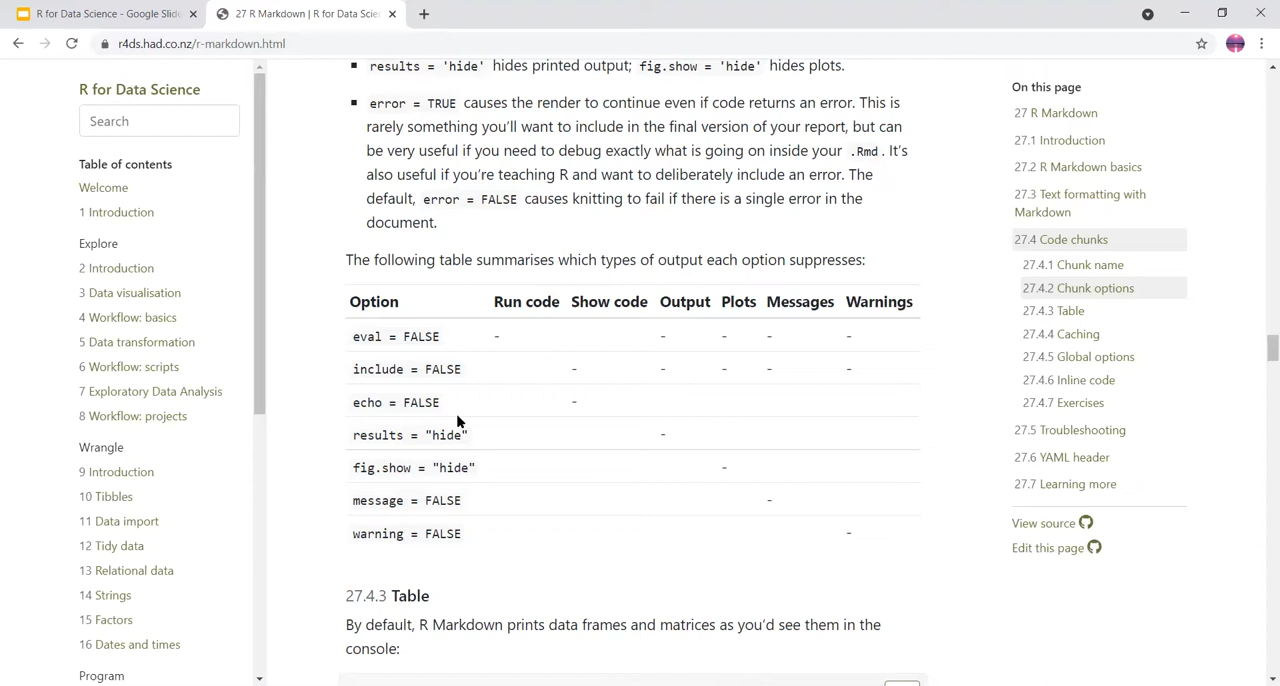 R for Data Science - Google Slide
27 R Markdown | R for Data Scie
r4ds.had.co.nz/r-markdown.html
R for Data Science
Search
Table of contents
Welcome
1 Introduction
Explore
2 Introduction
3 Data visualisation
4 Workflow: basics
5 Data transformation
6 Workflow: scripts
7 Exploratory Data Analysis
8 Workflow: projects
Wrangle
9 Introduction
10 Tibbles
11 Data import
12 Tidy data
13 Relational data
14 Strings
15 Factors
16 Dates and times
Program
results = 'hide' hides printed output; fig.show = 'hide' hides plots.
error = TRUE causes the render to continue even if code returns an error. This is
rarely something you'll want to include in the final version of your report, but can
be very useful if you need to debug exactly what is going on inside your .Rmd. It's
also useful if you're teaching R and want to deliberately include an error. The
default, error = FALSE causes knitting to fail if there is a single error in the
document.
The following table summarises which types of output each option suppresses:
Option Run code Show code Output Plots Messages Warnings
eval = FALSE - - - - -
include = FALSE - - - - -
echo = FALSE -
results = "hide" -
fig.show = "hide" -
message = FALSE -
warning = FALSE -
27.4.3 Table
By default, R Markdown prints data frames and matrices as you'd see them in the
console:
On this page
27 R Markdown
27.1 Introduction
27.2 R Markdown basics
27.3 Text formatting with
Markdown
27.4 Code chunks
27.4.1 Chunk name
27.4.2 Chunk options
27.4.3 Table
27.4.4 Caching
27.4.5 Global options
27.4.6 Inline code
27.4.7 Exercises
27.5 Troubleshooting
27.6 YAML header
27.7 Learning more
View source
Edit this page